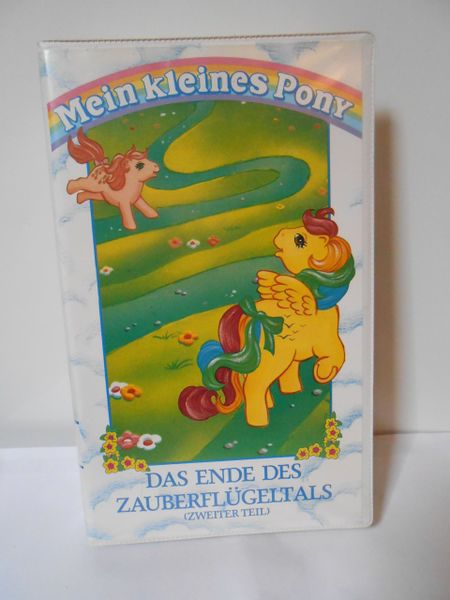 Mein kleines Pony
DAS ENDE DES
ZAUBERFLÜGELTALS
(ZWEITER TEIL)